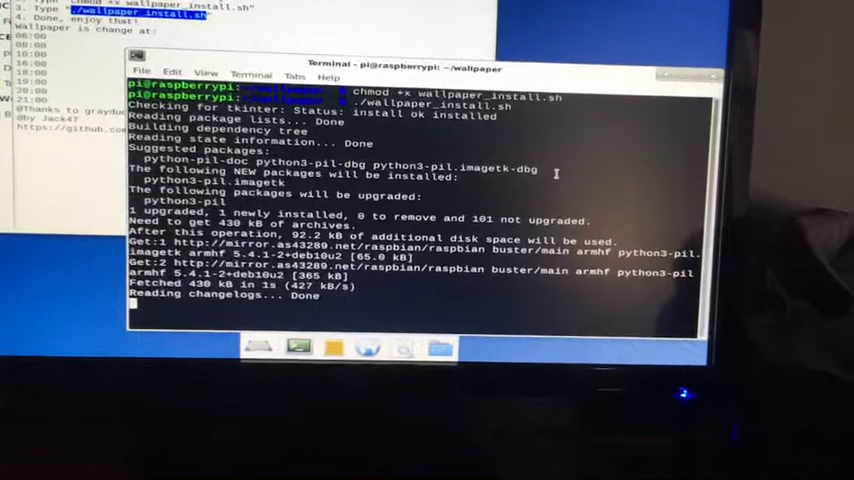 chmod +x wallpaper_install.sh"
3. Type "./wallpaper_install.sh"
4. Done, enjoy that!
Wallpaper is change at:
06:00
08:00
14:00
16:00
18:00
19:00
20:00
21:00
@Thanks to grayduc
@by Jack47
https://github.com
Terminal - pi@raspberrypi: ~/wallpaper
File Edit View Terminal Tabs Help
pi@raspberrypi: chmod +x wallpaper_install.sh
pi@raspberrypi: ./wallpaper_install.sh
Checking for tkinter: Status: install ok installed
Reading package lists... Done
Building dependency tree
Reading state information... Done
Suggested packages:
python-pil-doc python3-pil-dbg python3-pil.imagetk-dbg
The following NEW packages will be installed:
python3-pil.imagetk
The following packages will be upgraded:
python3-pil
1 upgraded, 1 newly installed, 0 to remove and 101 not upgraded.
Need to get 430 kB of archives.
After this operation, 92.2 kB of additional disk space will be used.
Get:1 http://mirror.as43289.net/raspbian/raspbian buster/main armhf python3-pil.
imagetk armhf 5.4.1-2+deb10u2 [65.0 kB]
Get:2 http://mirror.as43289.net/raspbian/raspbian buster/main armhf python3-pil
armhf 5.4.1-2+deb10u2 [365 kB]
Fetched 430 kB in 1s (427 kB/s)
Reading changelogs... Done